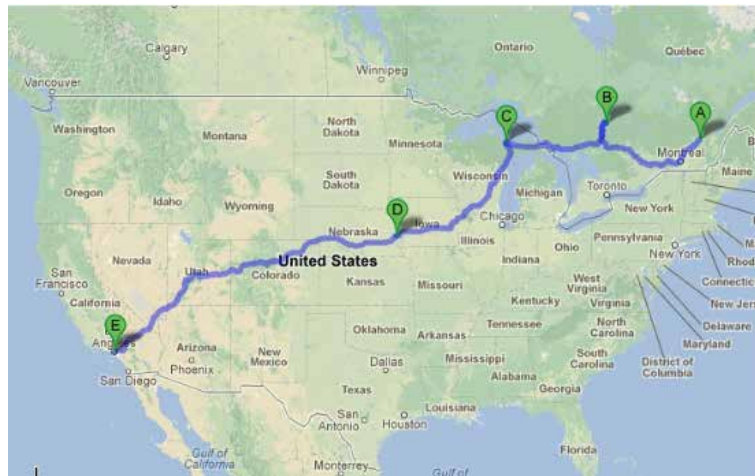 Ontario
Québec
Calgary
Winnipeg
Vancouver
B
A
C
Washington
North
Dakota
Montana
Minnesota
Montreal
Maine
South
Dakota
Wisconsin
Michigan
Toronto
Oregon
Idaho
Wyoming
New York
D
Iowa
Chicago
Nebraska
Illinois
Ohio
Pennsylvania
Nevada
Utah
United States
Indiana
New York
Rhod
San
Francisco
Colorado
Kansas
Missouri
West
Virginia
Connectic
California
Kentucky
Virginia
New Jer
E
Angeles
Arizona
Oklahoma
Tennessee
North
Carolina
Delaware
Maryland
Phoenix
New
Mexico
Arkansas
San Diego
Dallas
Mississippi
South
Carolina
District of
Columbia
Texas
Alabama
Georgia
San
Antonio
Louisiana
Houston
Florida
Gulf of
California
Monterrey
Gulf of